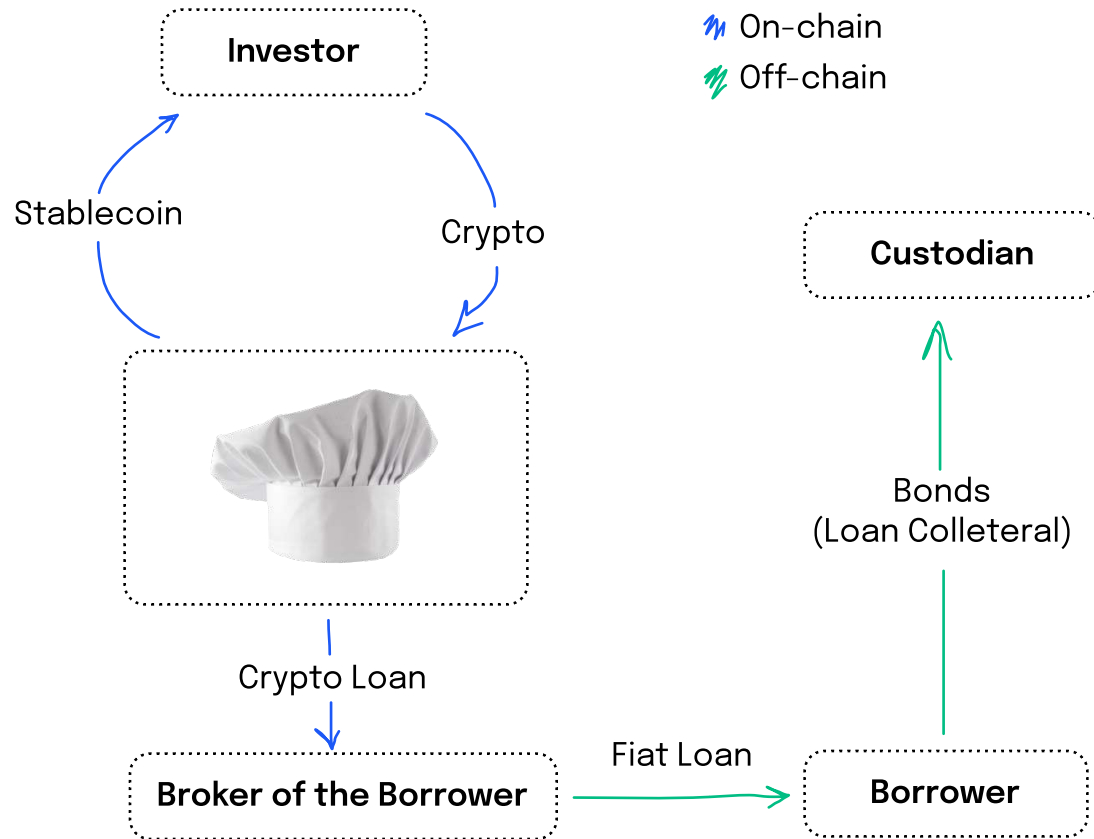 Investor
On-chain
Off-chain
Stablecoin
Crypto
Custodian
Bonds
(Loan Colleteral)
Crypto Loan
Fiat Loan
Broker of the Borrower
Borrower